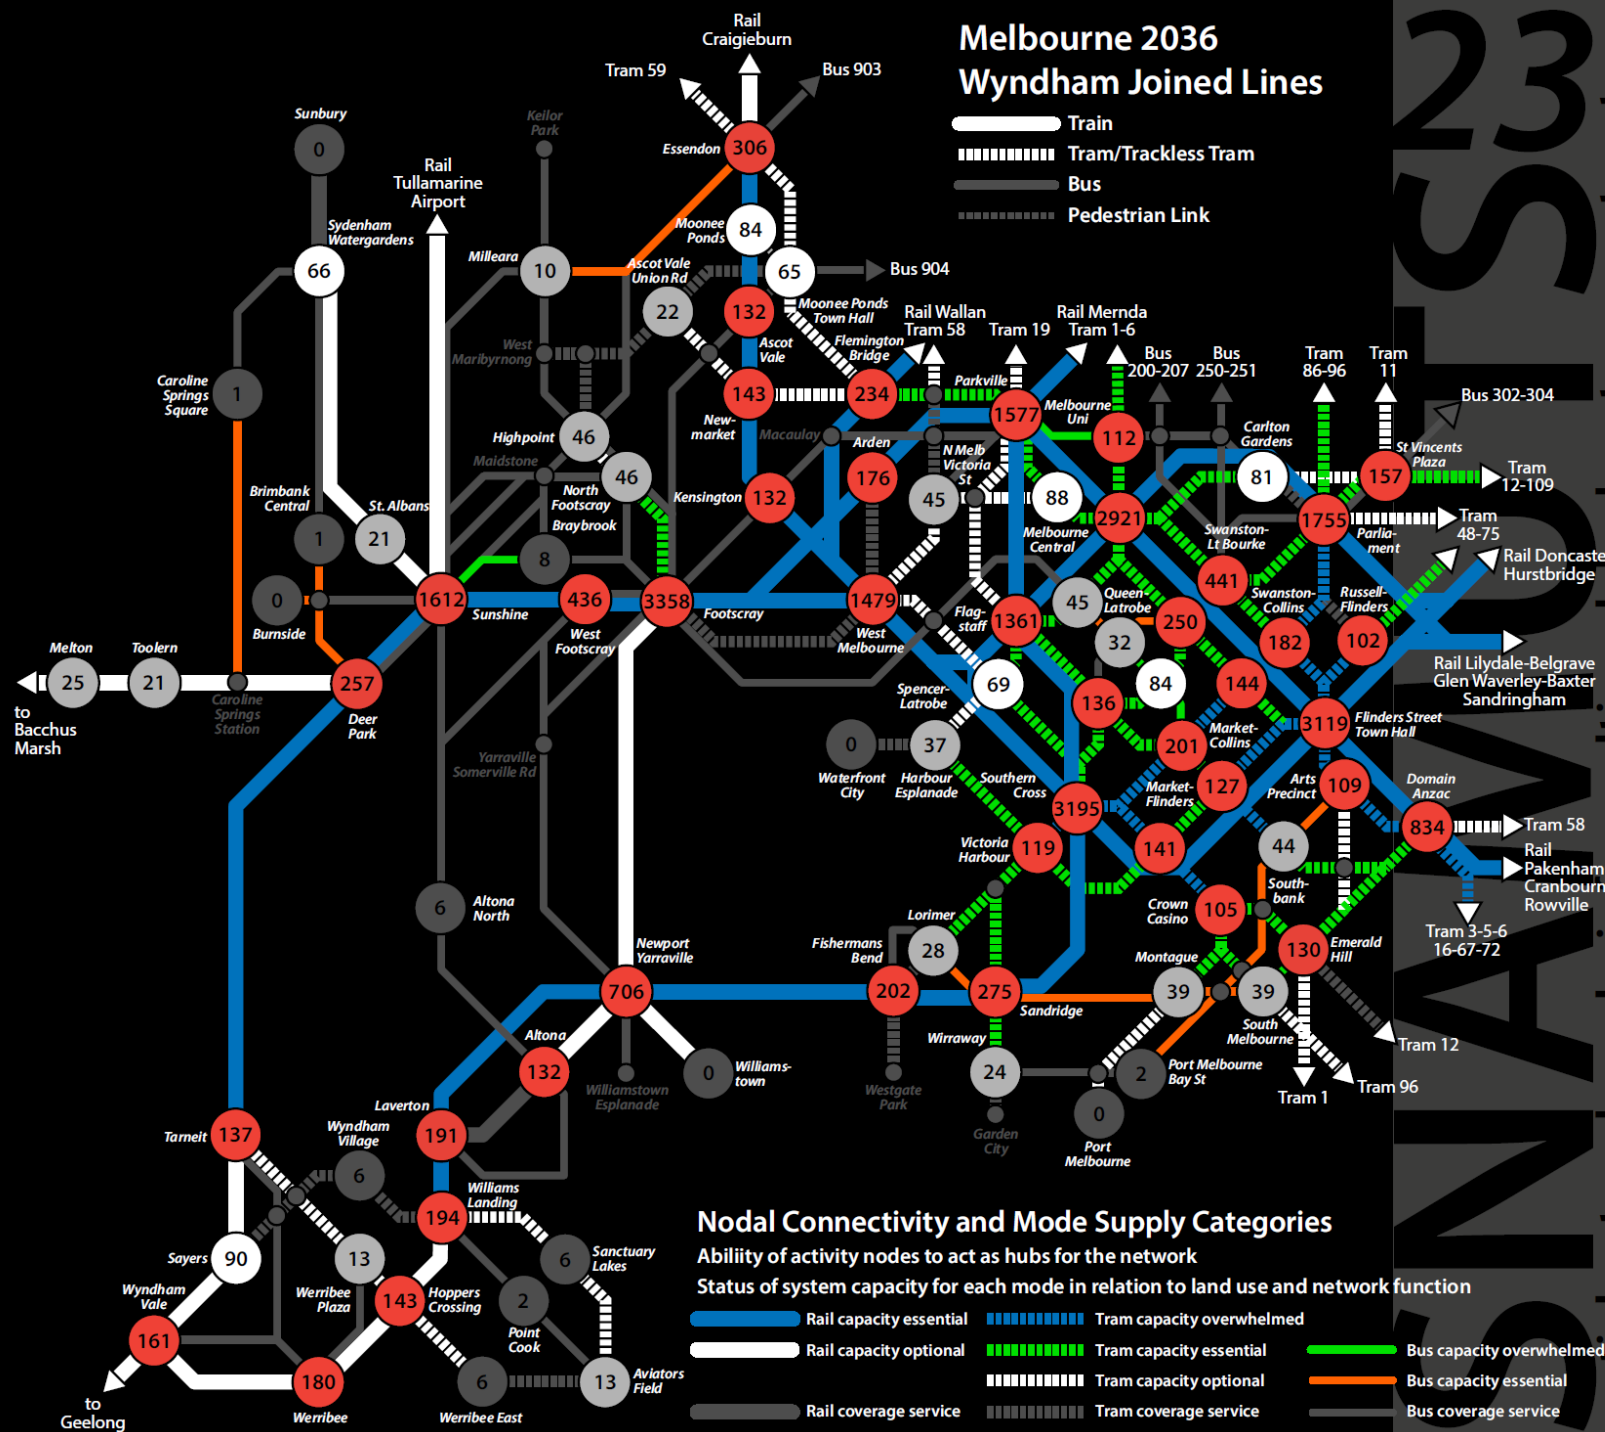 Melbourne 2036
Wyndham Joined Lines
Train
Tram/Trackless Tram
Bus
Pedestrian Link
23
SNAMUTS
Rail
Craigieburn
Tram 59
Bus 903
Essendon
306
Sunbury
0
Keilor
Park
Rail
Tullamarine
Airport
Sydenham
Watergardens
66
Milleara
10
Moonee
Ponds
84
Ascot Vale
Union Rd
22
65
Bus 904
Moonee Ponds
Town Hall
132
Ascot
Vale
West
Maribyrnong
Flemington
Bridge
234
Rail Wallan
Tram 58
Tram 19
Rail Mernda
Tram 1-6
Bus
200-207
Bus
250-251
Tram
86-96
Tram
11
Bus 302-304
Caroline
Springs
Square
1
143
New-
market
Parkville
1577
Melbourne
Uni
112
Carlton
Gardens
81
St Vincents
Plaza
157
Tram
12-109
Highpoint
46
Macaulay
Arden
176
N Melb
Victoria
St
45
Maidstone
North
Footscray
46
Kensington
132
88
Melbourne
Central
2921
Swanston-
Lt Bourke
441
1755
Parlia-
ment
Tram
48-75
Rail Doncaste
Hurstbridge
Brimbank
Central
1
St. Albans
21
Braybrook
8
Burnside
0
1612
Sunshine
436
West
Footscray
3358
Footscray
1479
West
Melbourne
Flag-
staff
1361
45
Queen-
Latrobe
32
250
Swanston-
Collins
182
Russell-
Flinders
102
Rail Lilydale-Belgrave
Glen Waverley-Baxter
Sandringham
Melton
25
Toolern
21
to
Bacchus
Marsh
Caroline
Springs
Station
257
Deer
Park
Spencer-
Latrobe
69
136
84
144
Market-
Collins
201
3119
Flinders Street
Town Hall
Yarraville
Somerville Rd
0
Waterfront
City
37
Harbour
Esplanade
Southern
Cross
3195
Market-
Flinders
127
Arts
Precinct
109
Domain
Anzac
834
Tram 58
Rail
Pakenham
Cranbourn
Rowville
Victoria
Harbour
119
141
44
South-
bank
Tram 3-5-6
16-67-72
6
Altona
North
Lorimer
28
Crown
Casino
105
130
Emerald
Hill
Newport
Yarraville
706
Fishermans
Bend
202
275
Sandridge
Montague
39
39
South
Melbourne
Tram 12
Altona
132
Williamstown
Esplanade
0
Williams-
town
Westgate
Park
Wirraway
24
Garden
City
2
Port Melbourne
Bay St
0
Port
Melbourne
Tram 1
Tram 96
Tarneit
137
Wyndham
Village
6
Laverton
191
Williams
Landing
194
Sayers
90
13
Werribee
Plaza
143
Hoppers
Crossing
6
Sanctuary
Lakes
2
Point
Cook
Wyndham
Vale
161
to
Geelong
180
Werribee
6
Werribee East
13
Aviators
Field
Nodal Connectivity and Mode Supply Categories
Abiliity of activity nodes to act as hubs for the network
Status of system capacity for each mode in relation to land use and network function
Rail capacity essential
Tram capacity overwhelmed
Rail capacity optional
Tram capacity essential
Bus capacity overwhelmed
Tram capacity optional
Bus capacity essential
Rail coverage service
Tram coverage service
Bus coverage service